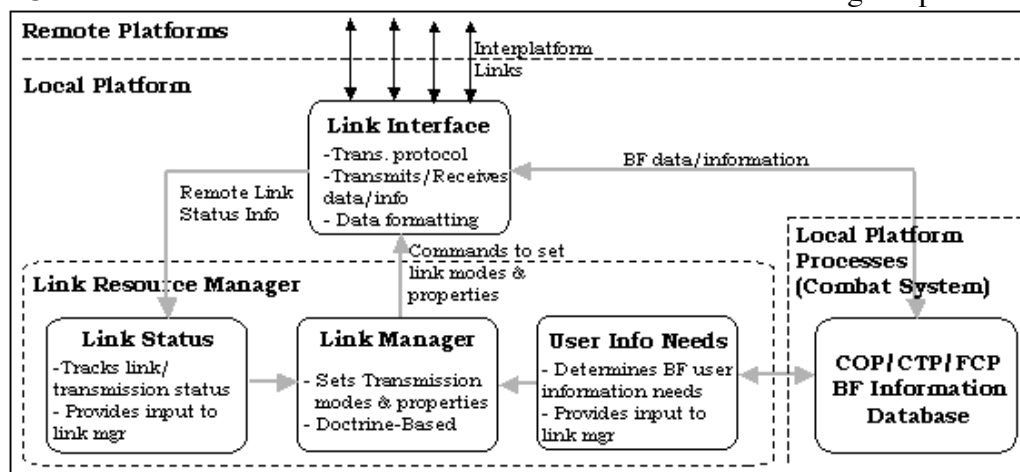 Remote Platforms
Interplatform
Links
Local Platform
Link Interface
-Trans. protocol
-Transmits/Receives
data/info
- Data formatting
BF data/information
Remote Link
Status Info
Commands to set
link modes &
properties
Local Platform
Processes
(Combat System)
Link Resource Manager
Link Status
-Tracks link/
transmission status
- Provides input to
link mgr
Link Manager
- Sets Transmission
modes & properties
- Doctrine-Based
User Info Needs
- Determines BF user
information needs
- Provides input to
link mgr
COP/CTP/FCP
BF Information
Database